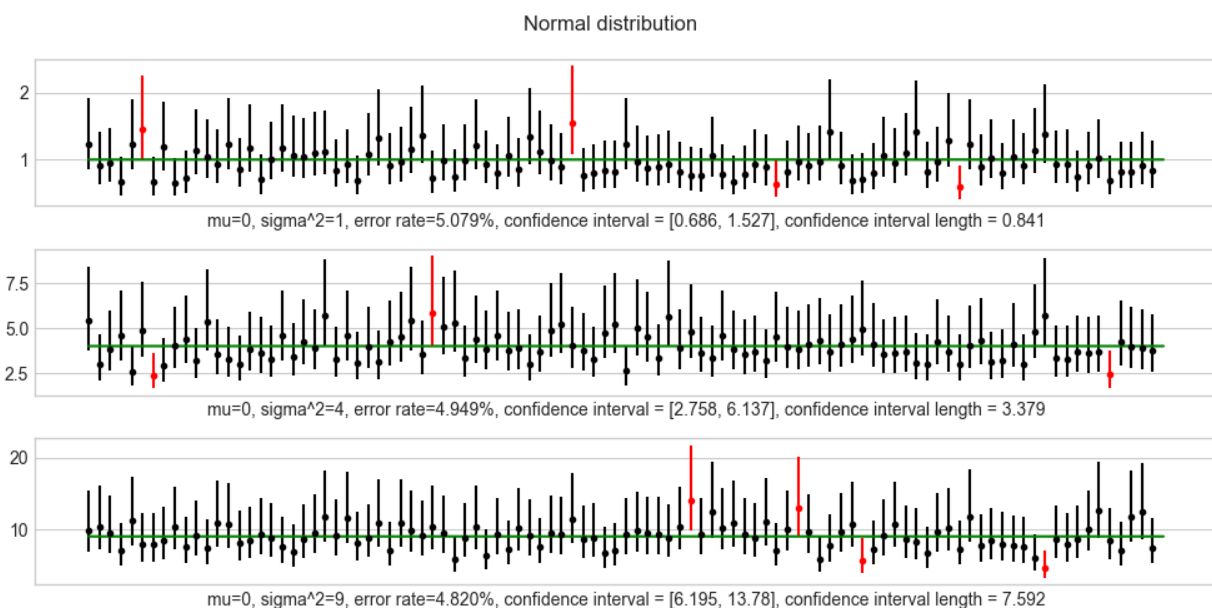 Normal distribution
2
1
mu=0, sigma^2=1, error rate=5.079%, confidence interval = [0.686, 1.527], confidence interval length = 0.841
7.5
5.0
2.5
mu=0, sigma^2=4, error rate=4.949%, confidence interval = [2.758, 6.137], confidence interval length = 3.379
20
10
mu=0, sigma^2=9, error rate=4.820%, confidence interval = [6.195, 13.78], confidence interval length = 7.592